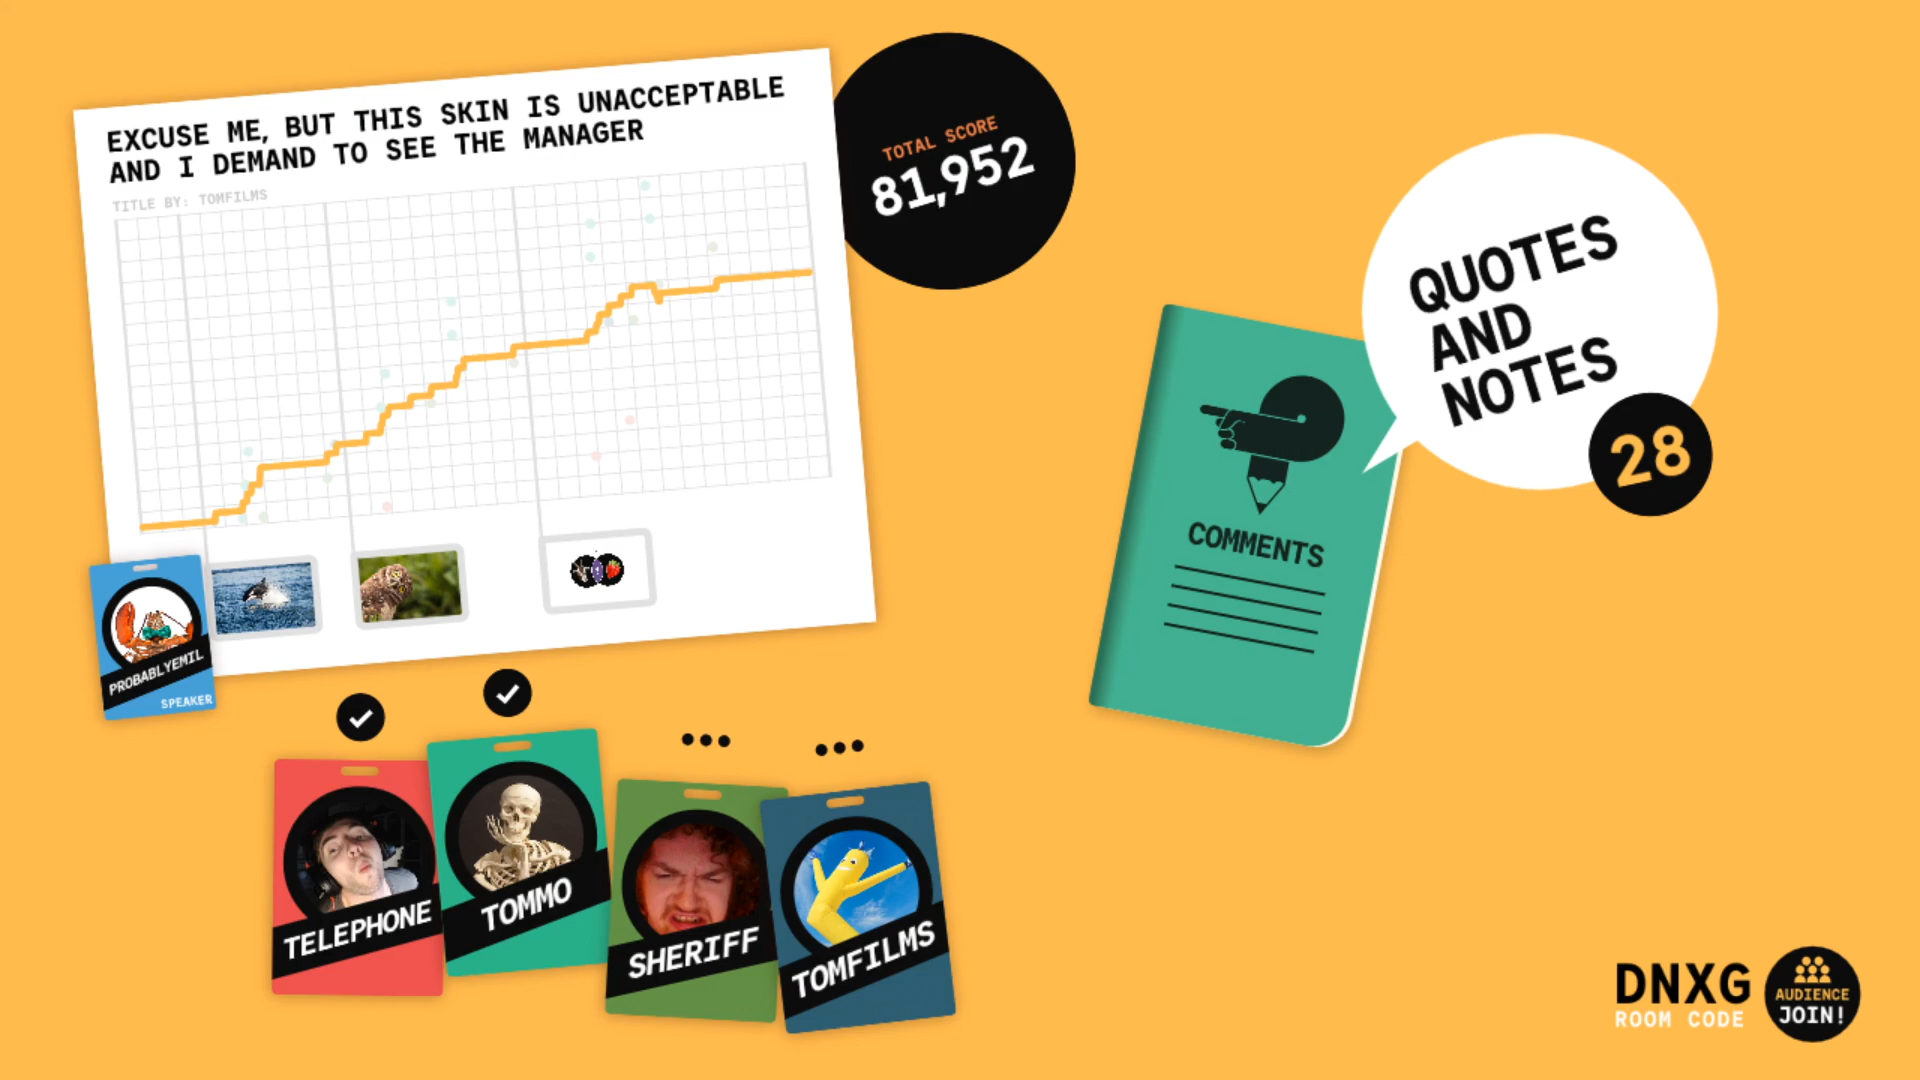 EXCUSE ME, BUT THIS SKIN IS UNACCEPTABLE
AND I DEMAND TO SEE THE MANAGER
TITLE BY: TOMFILMS
TOTAL SCORE
81,952
QUOTES
AND
NOTES
28
COMMENTS
PROBABLYEMIL
SPEAKER
TELEPHONE
TOMMO
SHERIFF
TOMFILMS
DNXG
ROOM CODE
AUDIENCE
JOIN!